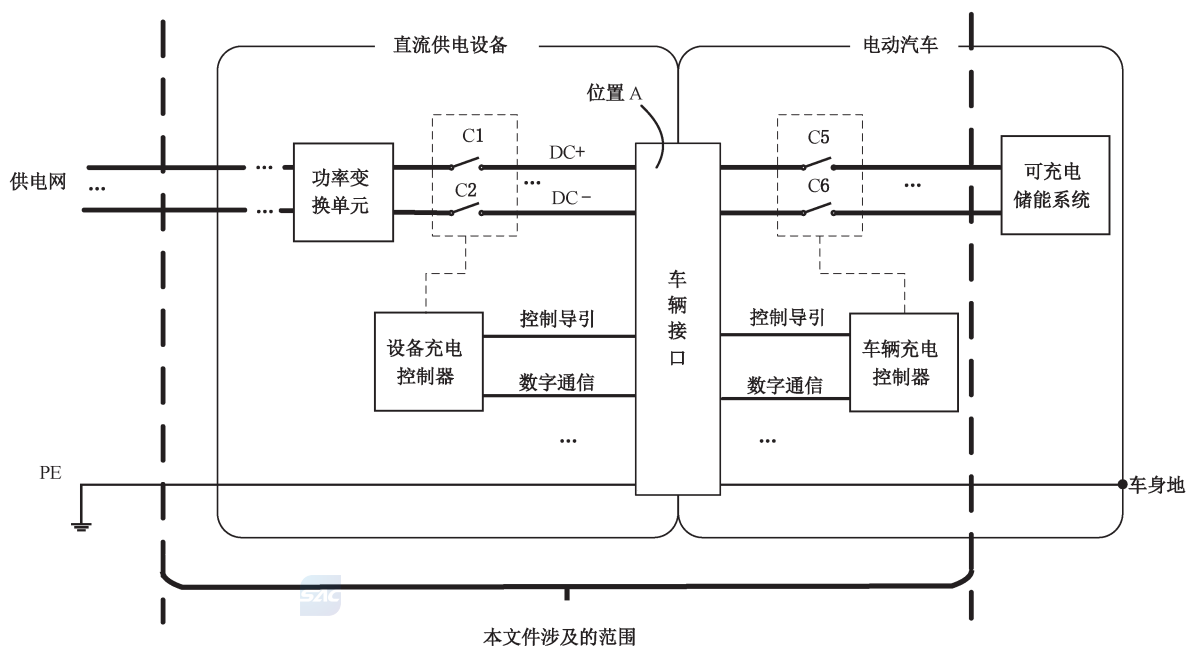 直流供电设备
电动汽车
位置 A
C1
DC+
C5
供电网
...
...
功率变
换单元
C2
...
DC-
C6
...
可充电
储能系统
...
车
辆
接
口
控制导引
控制导引
设备充电
控制器
车辆充电
控制器
数字通信
数字通信
...
...
PE
车身地
SAC
本文件涉及的范围